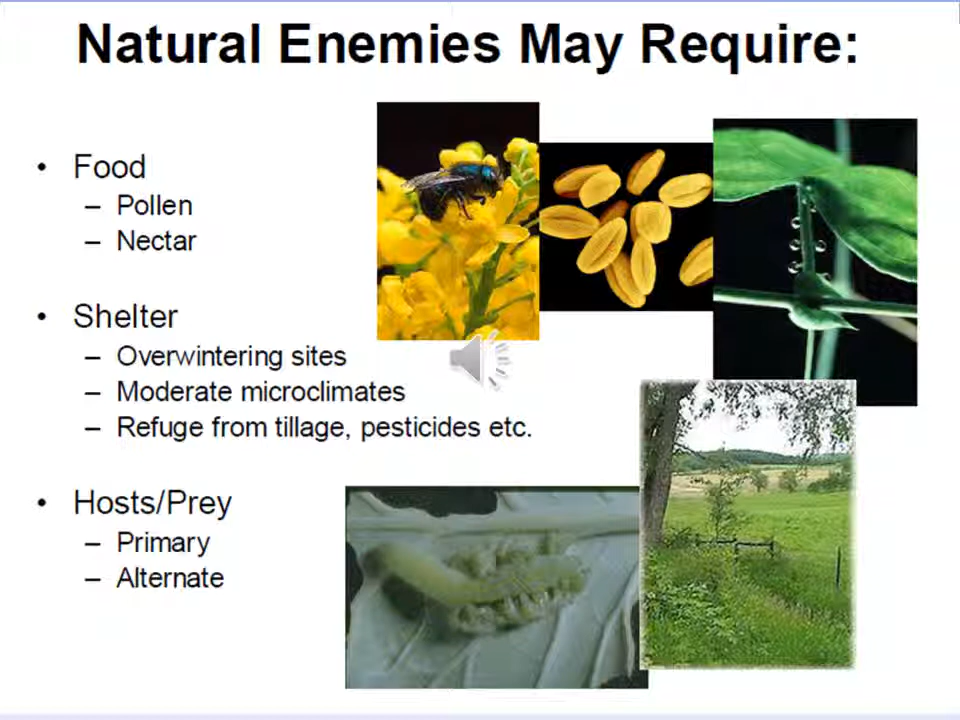 Natural Enemies May Require:
• Food
– Pollen
– Nectar
• Shelter
– Overwintering sites
– Moderate microclimates
– Refuge from tillage, pesticides etc.
• Hosts/Prey
– Primary
– Alternate